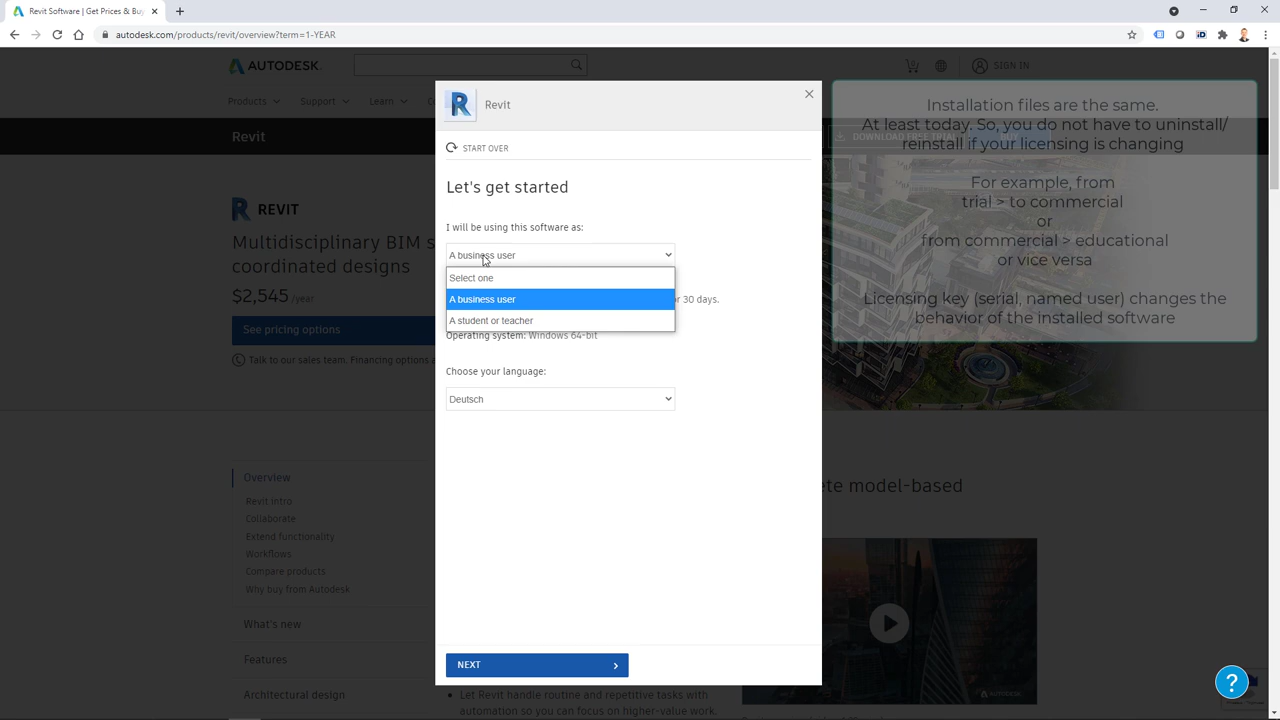 Revit Software | Get Prices & Buy
autodesk.com/products/revit/overview?term=1-YEAR
AUTODESK.
SIGN IN
Products
Support
Learn
Revit
DOWNLOAD FREE TRIAL
BUY
REVIT
Multidisciplinary BIM s
coordinated designs
$2,545 /year
See pricing options
Talk to our sales team. Financing options a
Overview
Revit intro
Collaborate
Extend functionality
Workflows
Compare products
Why buy from Autodesk
What's new
Features
Architectural design
Revit
START OVER
Let's get started
I will be using this software as:
A business user
Select one
A business user
A student or teacher
or 30 days.
Operating system: Windows 64-bit
Choose your language:
Deutsch
NEXT
Installation files are the same.
At least today. So, you do not have to uninstall/
reinstall if your licensing is changing
For example, from
trial > to commercial
or
from commercial > educational
or vice versa
Licensing key (serial, named user) changes the
behavior of the installed software
ete model-based
AUTODESK
Let Revit handle routine and repetitive tasks with
automation so you can focus on higher-value work.
?